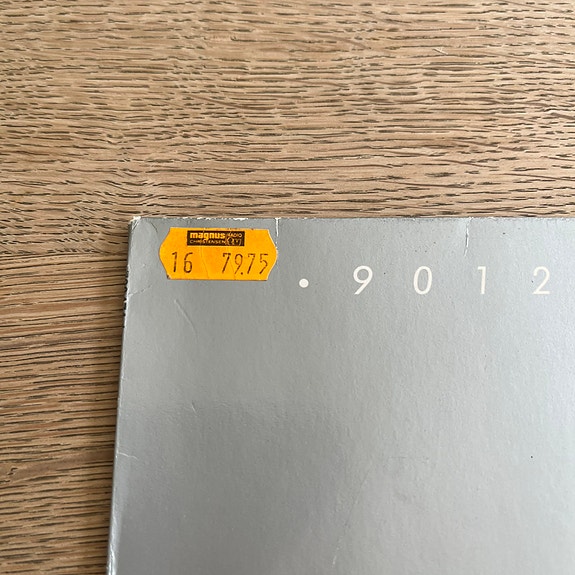 magnus RADIO
CHRISTENSEN
16 79.75
• 9 0 1 2